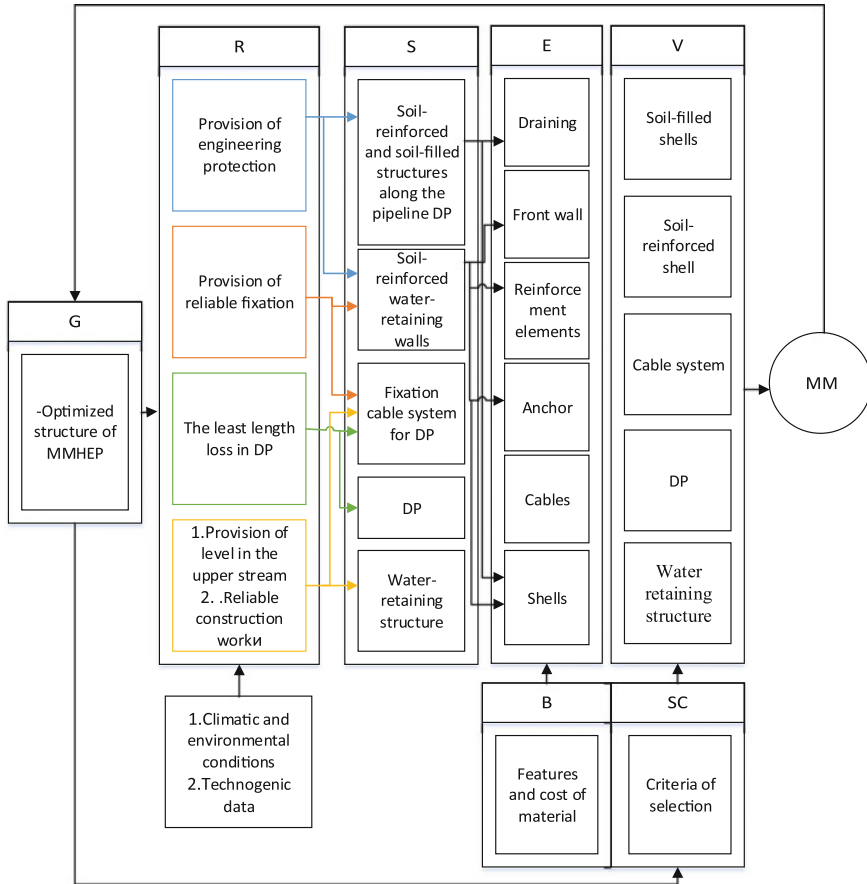 R
S
E
V
Provision of
engineering
protection
Provision of
reliable fixation
The least length
loss in DP
1.Provision of
level in the
upper stream
2. .Reliable
construction
workи
Soil-
reinforced
and soil-filled
structures
along the
pipeline DP
Soil-
reinforced
water-
retaining
walls
Fixation
cable system
for DP
DP
Water-
retaining
structure
Draining
Front wall
Reinforce
ment
elements
Anchor
Cables
Shells
Soil-filled
shells
Soil-
reinforced
shell
Cable system
DP
Water
retaining
structure
G
-Optimized
structure of
MMHEP
MM
1.Climatic and
environmental
conditions
2.Technogenic
data
B
Features
and cost of
material
SC
Criteria of
selection